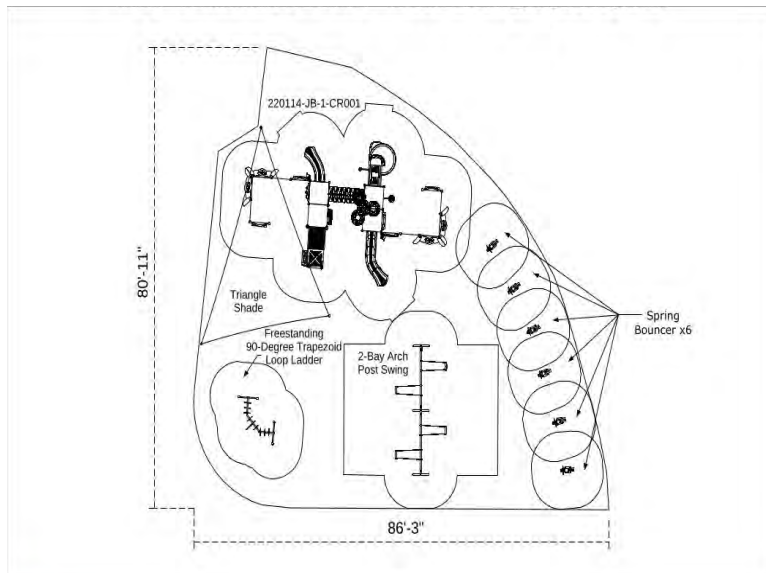 220114-JB-1-CR001
80'-11"
Triangle
Shade
Freestanding
90-Degree Trapezoid
Loop Ladder
2-Bay Arch
Post Swing
Spring
Bouncer x6
86'-3"